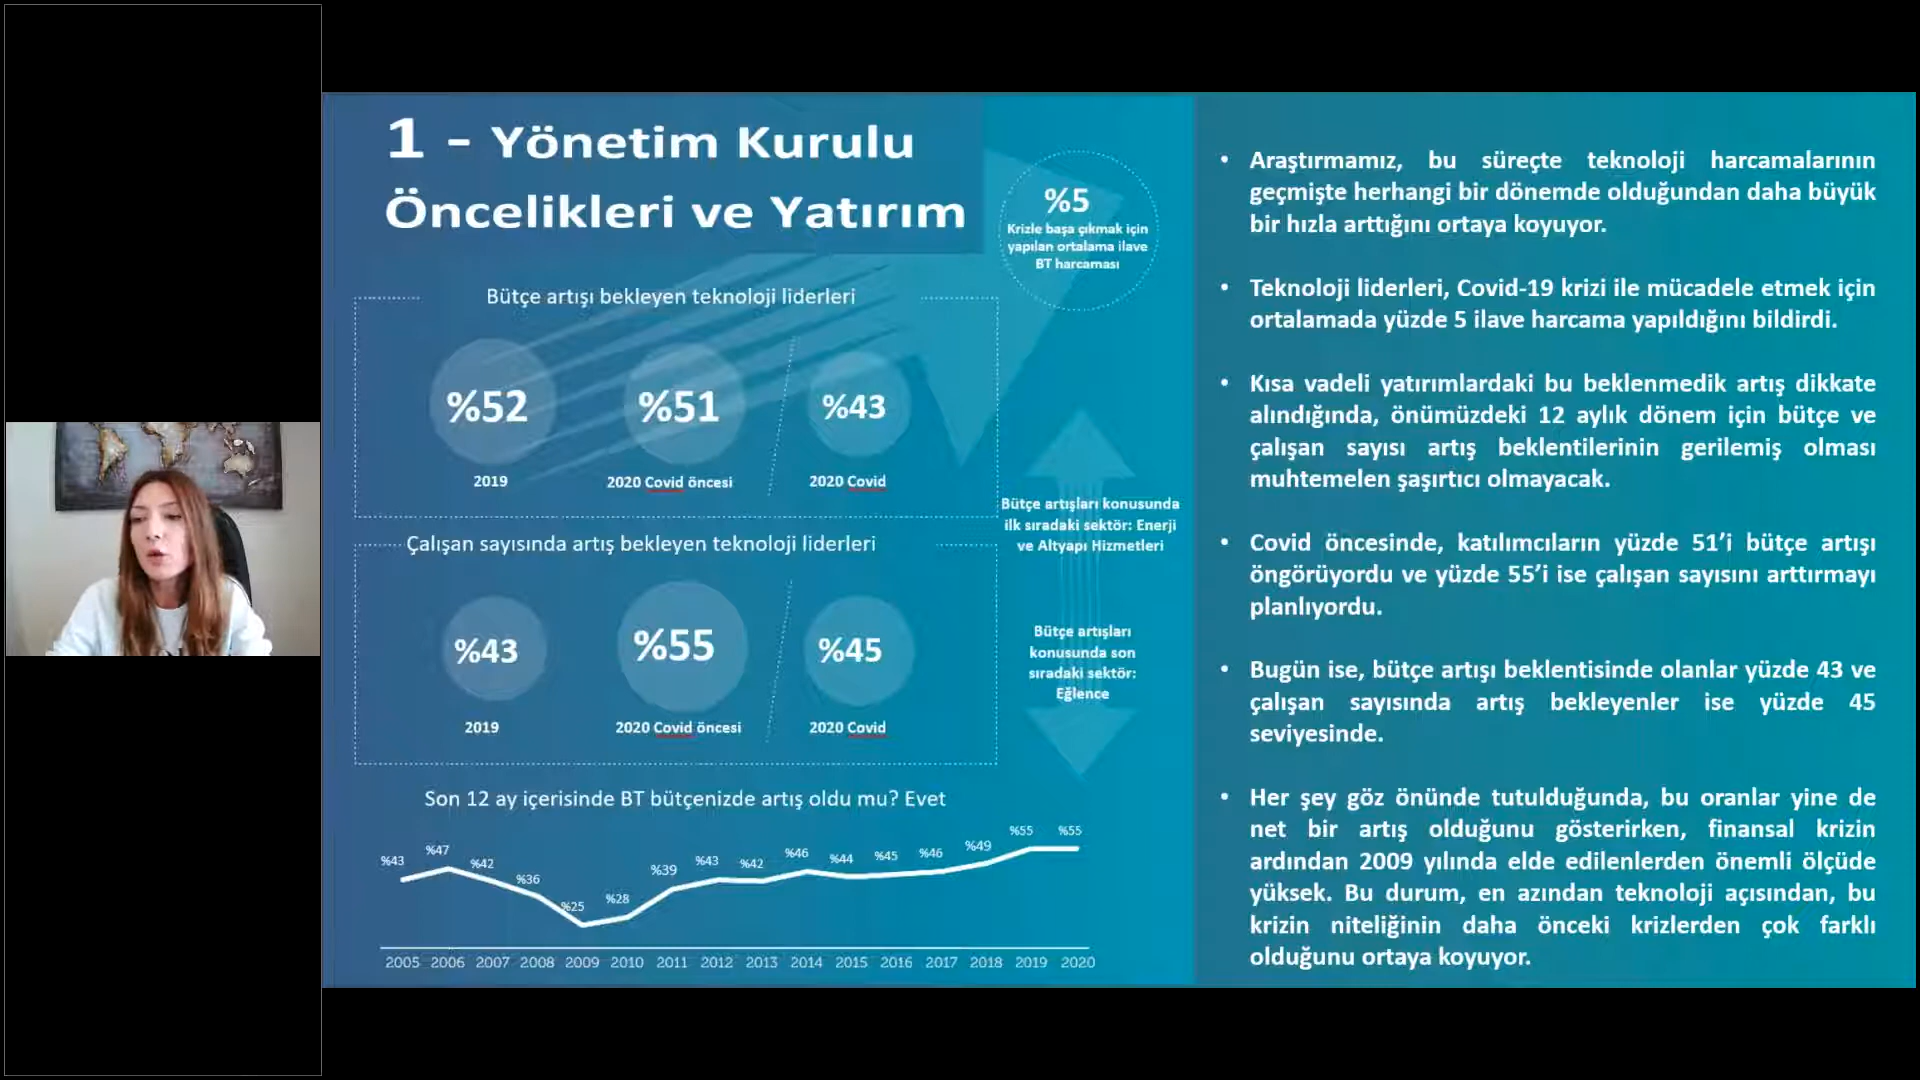 1 - Yönetim Kurulu
Öncelikleri ve Yatırım
%5
Krizle başa çıkmak için
yapılan ortalama ilave
BT harcaması
Bütçe artışı bekleyen teknoloji liderleri
%52
%51
%43
2019
2020 Covid öncesi
2020 Covid
Bütçe artışları konusunda
ilk sıradaki sektör: Enerji
ve Altyapı Hizmetleri
Çalışan sayısında artış bekleyen teknoloji liderleri
%43
%55
%45
2019
2020 Covid öncesi
2020 Covid
Bütçe artışları
konusunda son
sıradaki sektör:
Eğlence
Son 12 ay içerisinde BT bütçenizde artış oldu mu? Evet
%43 %47 %42 %36 %25 %28 %39 %43 %42 %46 %44 %45 %46 %49 %55 %55
2005 2006 2007 2008 2009 2010 2011 2012 2013 2014 2015 2016 2017 2018 2019 2020
• Araştırmamız, bu süreçte teknoloji harcamalarının
geçmişte herhangi bir dönemde olduğundan daha büyük
bir hızla arttığını ortaya koyuyor.
• Teknoloji liderleri, Covid-19 krizi ile mücadele etmek için
ortalamada yüzde 5 ilave harcama yapıldığını bildirdi.
• Kısa vadeli yatırımlardaki bu beklenmedik artış dikkate
alındığında, önümüzdeki 12 aylık dönem için bütçe ve
çalışan sayısı artış beklentilerinin gerilemiş olması
muhtemelen şaşırtıcı olmayacak.
• Covid öncesinde, katılımcıların yüzde 51’i bütçe artışı
öngörüyordu ve yüzde 55’i ise çalışan sayısını arttırmayı
planlıyordu.
• Bugün ise, bütçe artışı beklentisinde olanlar yüzde 43 ve
çalışan sayısında artış bekleyenler ise yüzde 45
seviyesinde.
• Her şey göz önünde tutulduğunda, bu oranlar yine de
net bir artış olduğunu gösterirken, finansal krizin
ardından 2009 yılında elde edilenlerden önemli ölçüde
yüksek. Bu durum, en azından teknoloji açısından, bu
krizin niteliğinin daha önceki krizlerden çok farklı
olduğunu ortaya koyuyor.